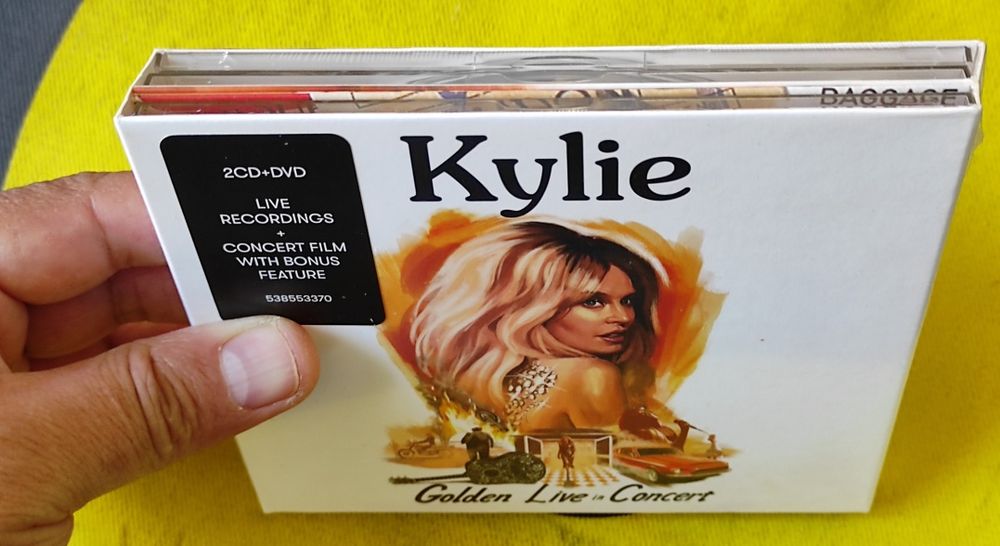 BAGGAGE
Kylie
2CD+DVD
LIVE
RECORDINGS
+
CONCERT FILM
WITH BONUS
FEATURE
538553370
Golden Live in Concert